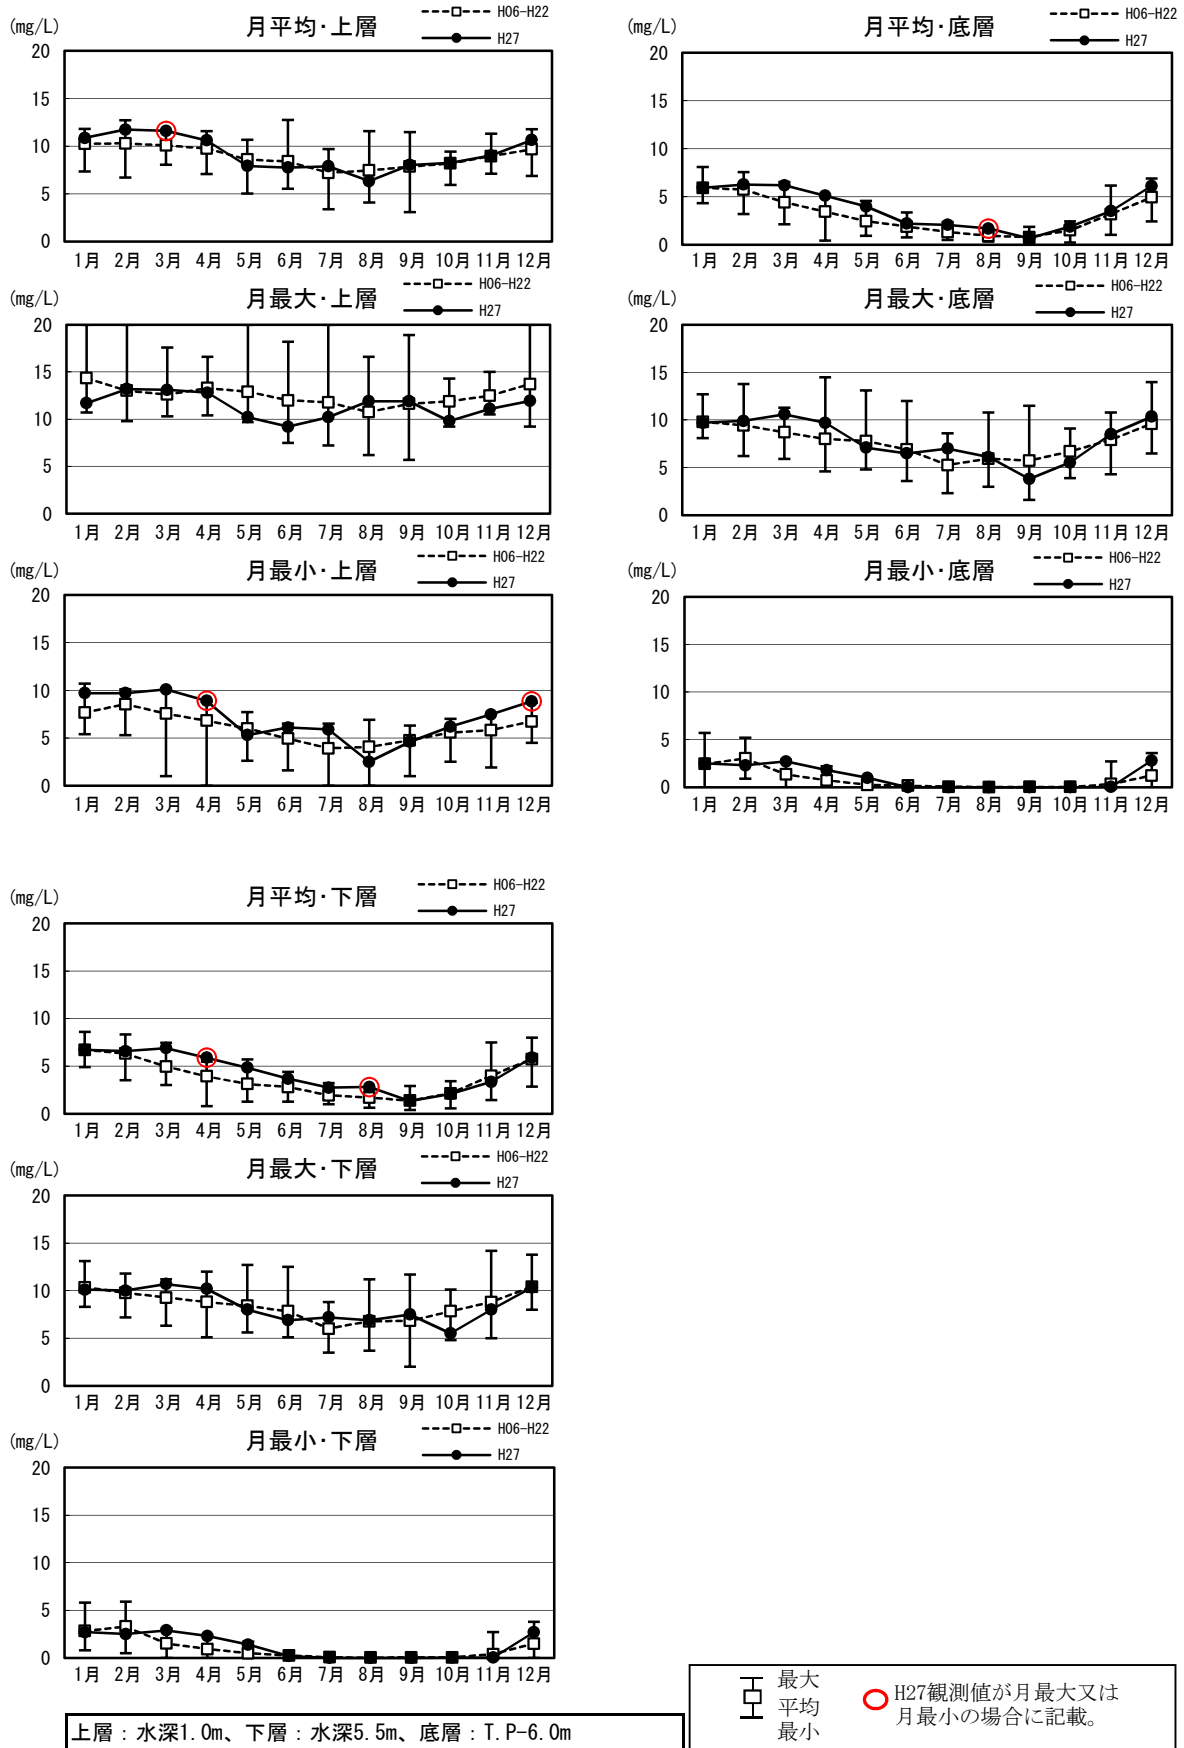 (mg/L)
月平均・上層
H06-H22
H27
20
15
10
5
0
1月 2月 3月 4月 5月 6月 7月 8月 9月 10月 11月 12月
(mg/L)
月平均・底層
H06-H22
H27
20
15
10
5
0
1月 2月 3月 4月 5月 6月 7月 8月 9月 10月 11月 12月
(mg/L)
月最大・上層
H06-H22
H27
20
15
10
5
0
1月 2月 3月 4月 5月 6月 7月 8月 9月 10月 11月 12月
(mg/L)
月最大・底層
H06-H22
H27
20
15
10
5
0
1月 2月 3月 4月 5月 6月 7月 8月 9月 10月 11月 12月
(mg/L)
月最小・上層
H06-H22
H27
20
15
10
5
0
1月 2月 3月 4月 5月 6月 7月 8月 9月 10月 11月 12月
(mg/L)
月最小・底層
H06-H22
H27
20
15
10
5
0
1月 2月 3月 4月 5月 6月 7月 8月 9月 10月 11月 12月
(mg/L)
月平均・下層
H06-H22
H27
20
15
10
5
0
1月 2月 3月 4月 5月 6月 7月 8月 9月 10月 11月 12月
(mg/L)
月最大・下層
H06-H22
H27
20
15
10
5
0
1月 2月 3月 4月 5月 6月 7月 8月 9月 10月 11月 12月
(mg/L)
月最小・下層
H06-H22
H27
20
15
10
5
0
1月 2月 3月 4月 5月 6月 7月 8月 9月 10月 11月 12月
上層：水深1.0m、下層：水深5.5m、底層：T.P-6.0m
最大
平均
最小
H27観測値が月最大又は
月最小の場合に記載。